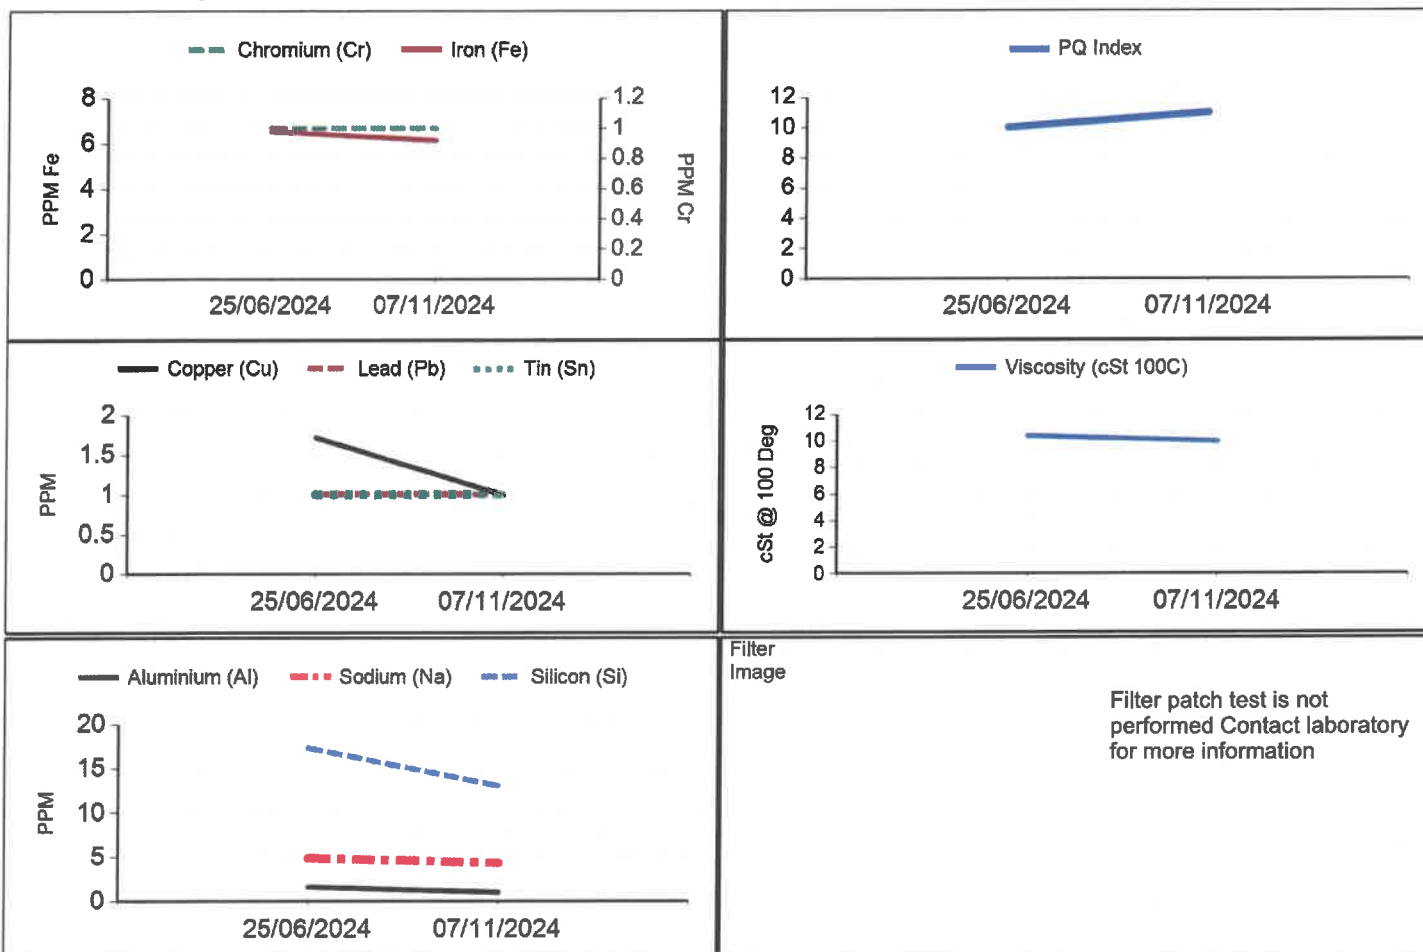 Chromium (Cr) Iron (Fe)
PPM Fe
8
6
4
2
0
1.2
1
0.8
0.6
0.4
0.2
0
PPM Cr
25/06/2024 07/11/2024
PQ Index
12
10
8
6
4
2
0
25/06/2024 07/11/2024
Copper (Cu) Lead (Pb) Tin (Sn)
PPM
2
1.5
1
0.5
0
25/06/2024 07/11/2024
Viscosity (cSt 100C)
cSt @ 100 Deg
12
10
8
6
4
2
0
25/06/2024 07/11/2024
Aluminium (Al) Sodium (Na) Silicon (Si)
PPM
20
15
10
5
0
25/06/2024 07/11/2024
Filter
Image
Filter patch test is not
performed Contact laboratory
for more information